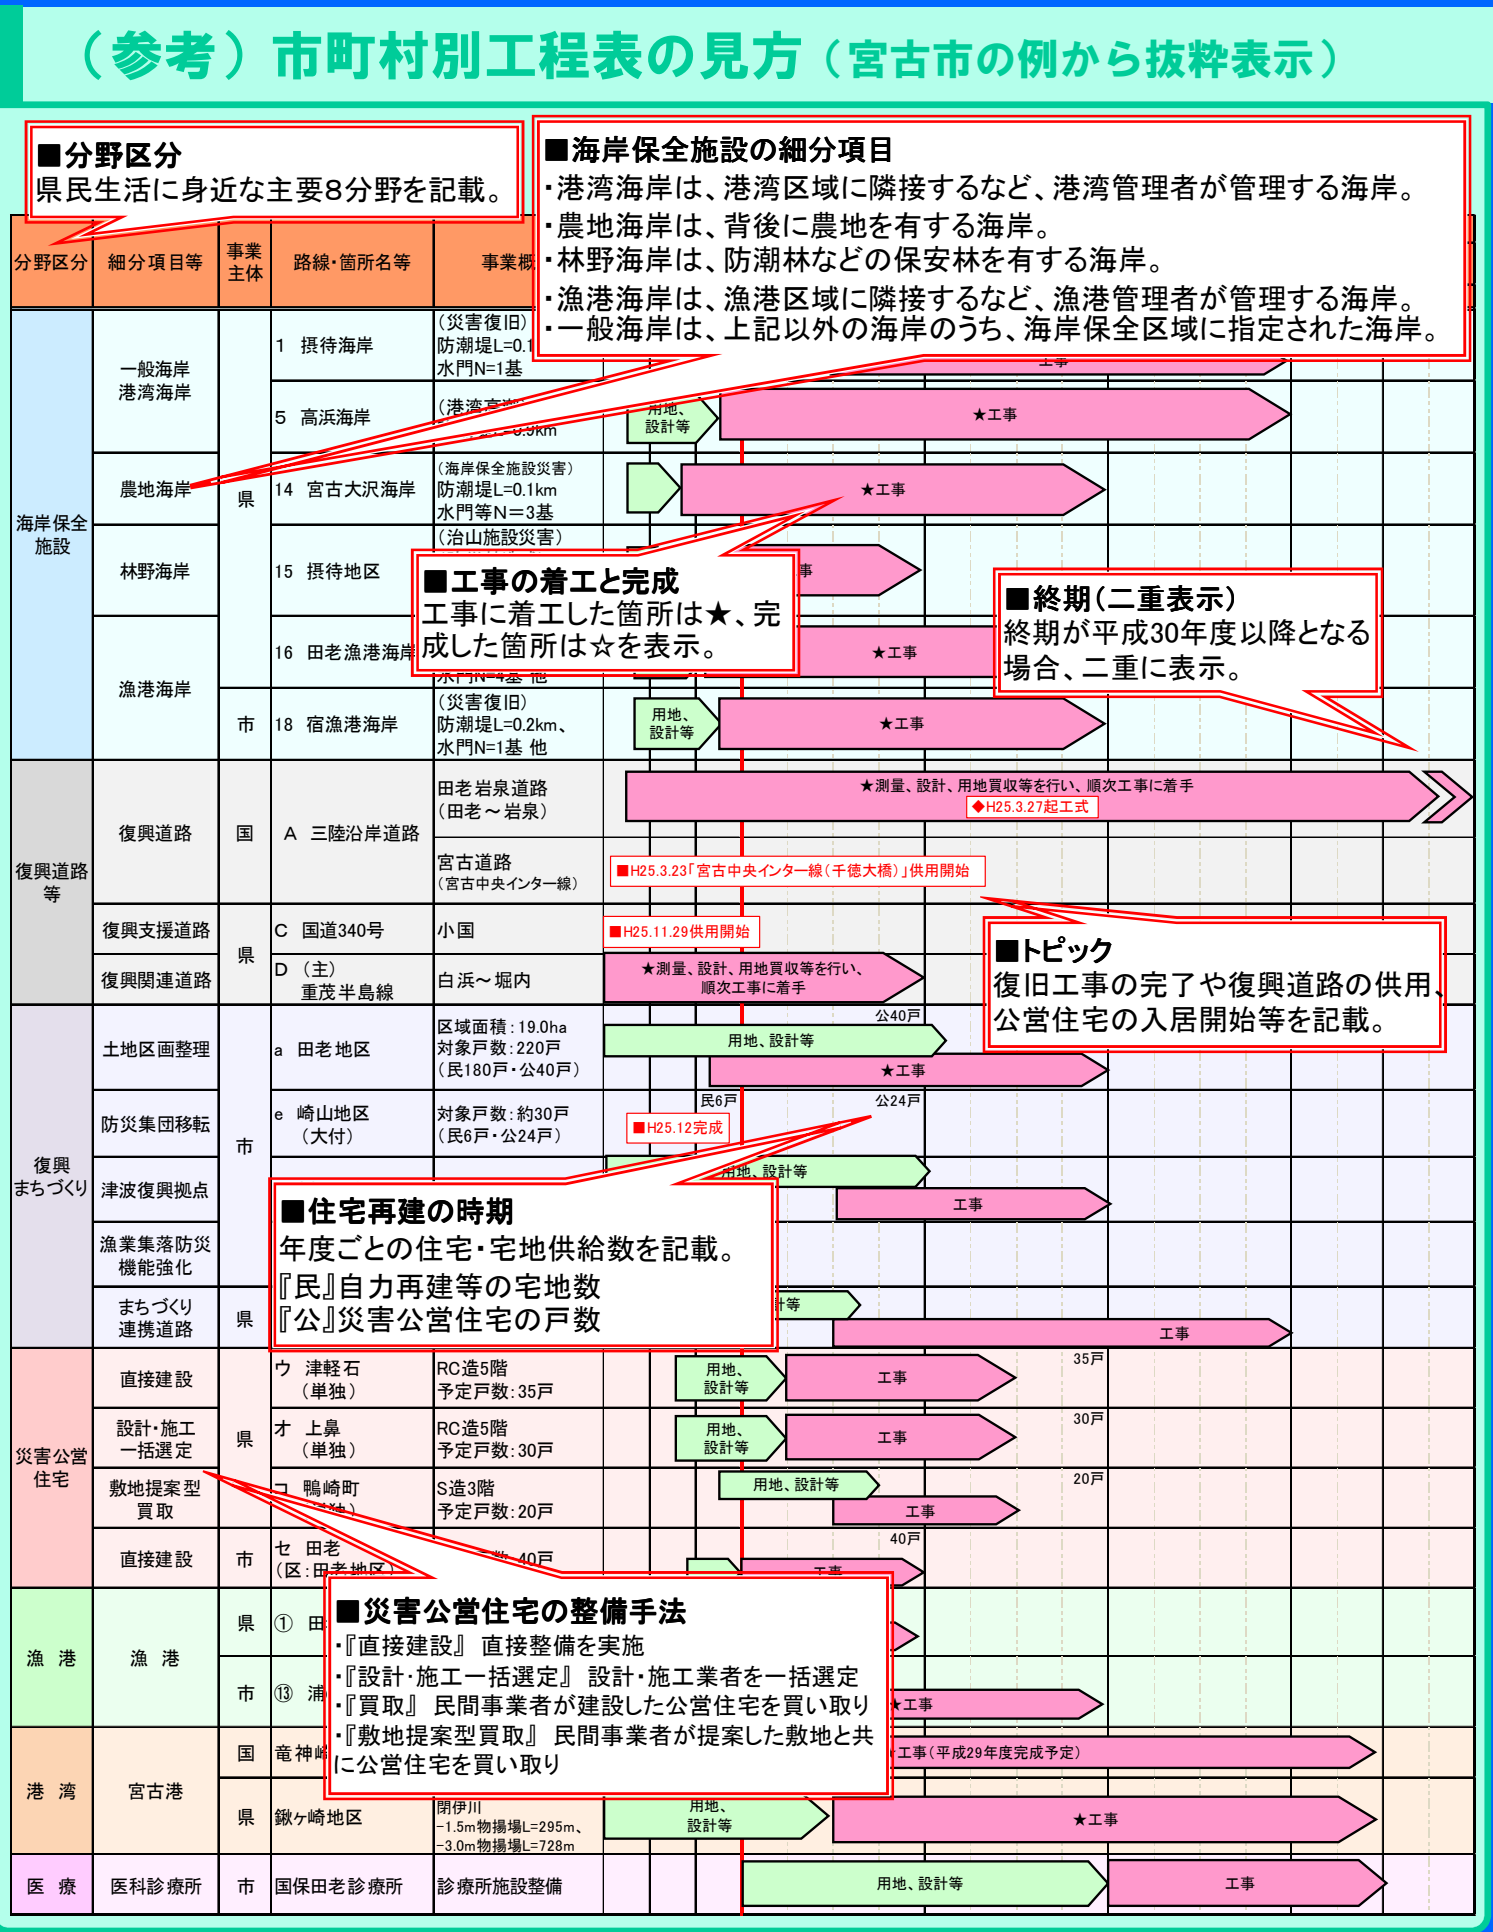 （参考）市町村別工程表の見方（宮古市の例から抜粋表示）
■分野区分
県民生活に身近な主要８分野を記載。
■海岸保全施設の細分項目
・港湾海岸は、港湾区域に隣接するなど、港湾管理者が管理する海岸。
・農地海岸は、背後に農地を有する海岸。
・林野海岸は、防潮林などの保安林を有する海岸。
・漁港海岸は、漁港区域に隣接するなど、漁港管理者が管理する海岸。
・一般海岸は、上記以外の海岸のうち、海岸保全区域に指定された海岸。
分野区分
細分項目等
事業
主体
路線・箇所名等
事業概
海岸保全
施設
一般海岸
港湾海岸
県
1 摂待海岸
（災害復旧）
防潮堤L=0.1
水門N=1基
工事
5 高浜海岸
（港湾高潮
0.9km
用地、
設計等
★工事
農地海岸
14 宮古大沢海岸
（海岸保全施設災害）
防潮堤L=0.1km
水門等N＝3基
★工事
林野海岸
15 摂待地区
（治山施設災害）
事
■工事の着工と完成
工事に着工した箇所は★、完
成した箇所は☆を表示。
■終期（二重表示）
終期が平成30年度以降となる
場合、二重に表示。
漁港海岸
16 田老漁港海岸
水門N=4基 他
★工事
市
18 宿漁港海岸
（災害復旧）
防潮堤L=0.2km、
水門N=1基 他
用地、
設計等
★工事
復興道路
等
復興道路
国
A 三陸沿岸道路
田老岩泉道路
（田老～岩泉）
★測量、設計、用地買収等を行い、順次工事に着手
◆H25.3.27起工式
宮古道路
（宮古中央インター線）
■H25.3.23「宮古中央インター線（千徳大橋）」供用開始
復興支援道路
県
C 国道340号
小国
■H25.11.29供用開始
復興関連道路
D （主）
重茂半島線
白浜～堀内
★測量、設計、用地買収等を行い、
順次工事に着手
■トピック
復旧工事の完了や復興道路の供用、
公営住宅の入居開始等を記載。
復興
まちづくり
土地区画整理
市
a 田老地区
区域面積：19.0ha
対象戸数：220戸
（民180戸・公40戸）
公40戸
用地、設計等
★工事
防災集団移転
e 崎山地区
（大付）
対象戸数：約30戸
（民6戸・公24戸）
民6戸
公24戸
■H25.12完成
津波復興拠点
用地、設計等
工事
漁業集落防災
機能強化
まちづくり
連携道路
県
計等
工事
■住宅再建の時期
年度ごとの住宅・宅地供給数を記載。
『民』自力再建等の宅地数
『公』災害公営住宅の戸数
災害公営
住宅
直接建設
県
ウ 津軽石
（単独）
RC造5階
予定戸数：35戸
用地、
設計等
工事
35戸
設計・施工
一括選定
オ 上鼻
（単独）
RC造5階
予定戸数：30戸
用地、
設計等
工事
30戸
敷地提案型
買取
コ 鴨崎町
S造3階
予定戸数：20戸
用地、設計等
工事
20戸
直接建設
市
セ 田老
（区：田老地区）
40戸
工事
40戸
■災害公営住宅の整備手法
・『直接建設』 直接整備を実施
・『設計・施工一括選定』 設計・施工業者を一括選定
・『買取』 民間事業者が建設した公営住宅を買い取り
・『敷地提案型買取』 民間事業者が提案した敷地と共
に公営住宅を買い取り
漁 港
漁 港
県
① 田
市
⑬ 浦
★工事
港 湾
宮古港
国
竜神崎
工事（平成29年度完成予定）
県
鍬ヶ崎地区
閉伊川
-1.5m物揚場L=295m、
-3.0m物揚場L=728m
用地、
設計等
★工事
医 療
医科診療所
市
国保田老診療所
診療所施設整備
用地、設計等
工事